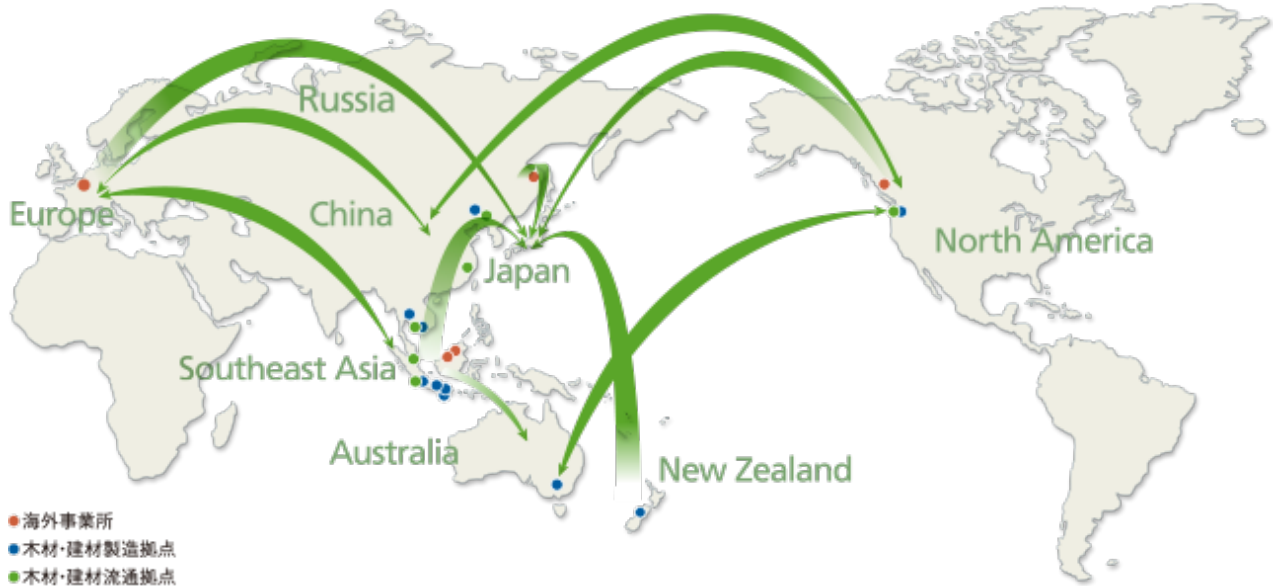 Russia
Europe
China
Japan
North America
Southeast Asia
Australia
New Zealand
海外事業所
木材・建材製造拠点
木材・建材流通拠点